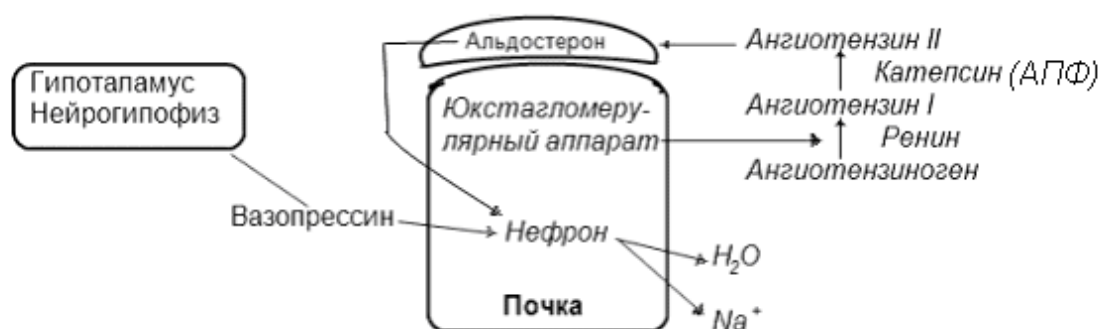 Альдостерон
Ангиотензин II
Катепсин (АПФ)
Гипоталамус
Нейрогипофиз
Юкстагломеру-
лярный аппарат
Ангиотензин I
Ренин
Ангиотензиноген
Вазопрессин
Нефрон
H₂O
Почка
Na⁺